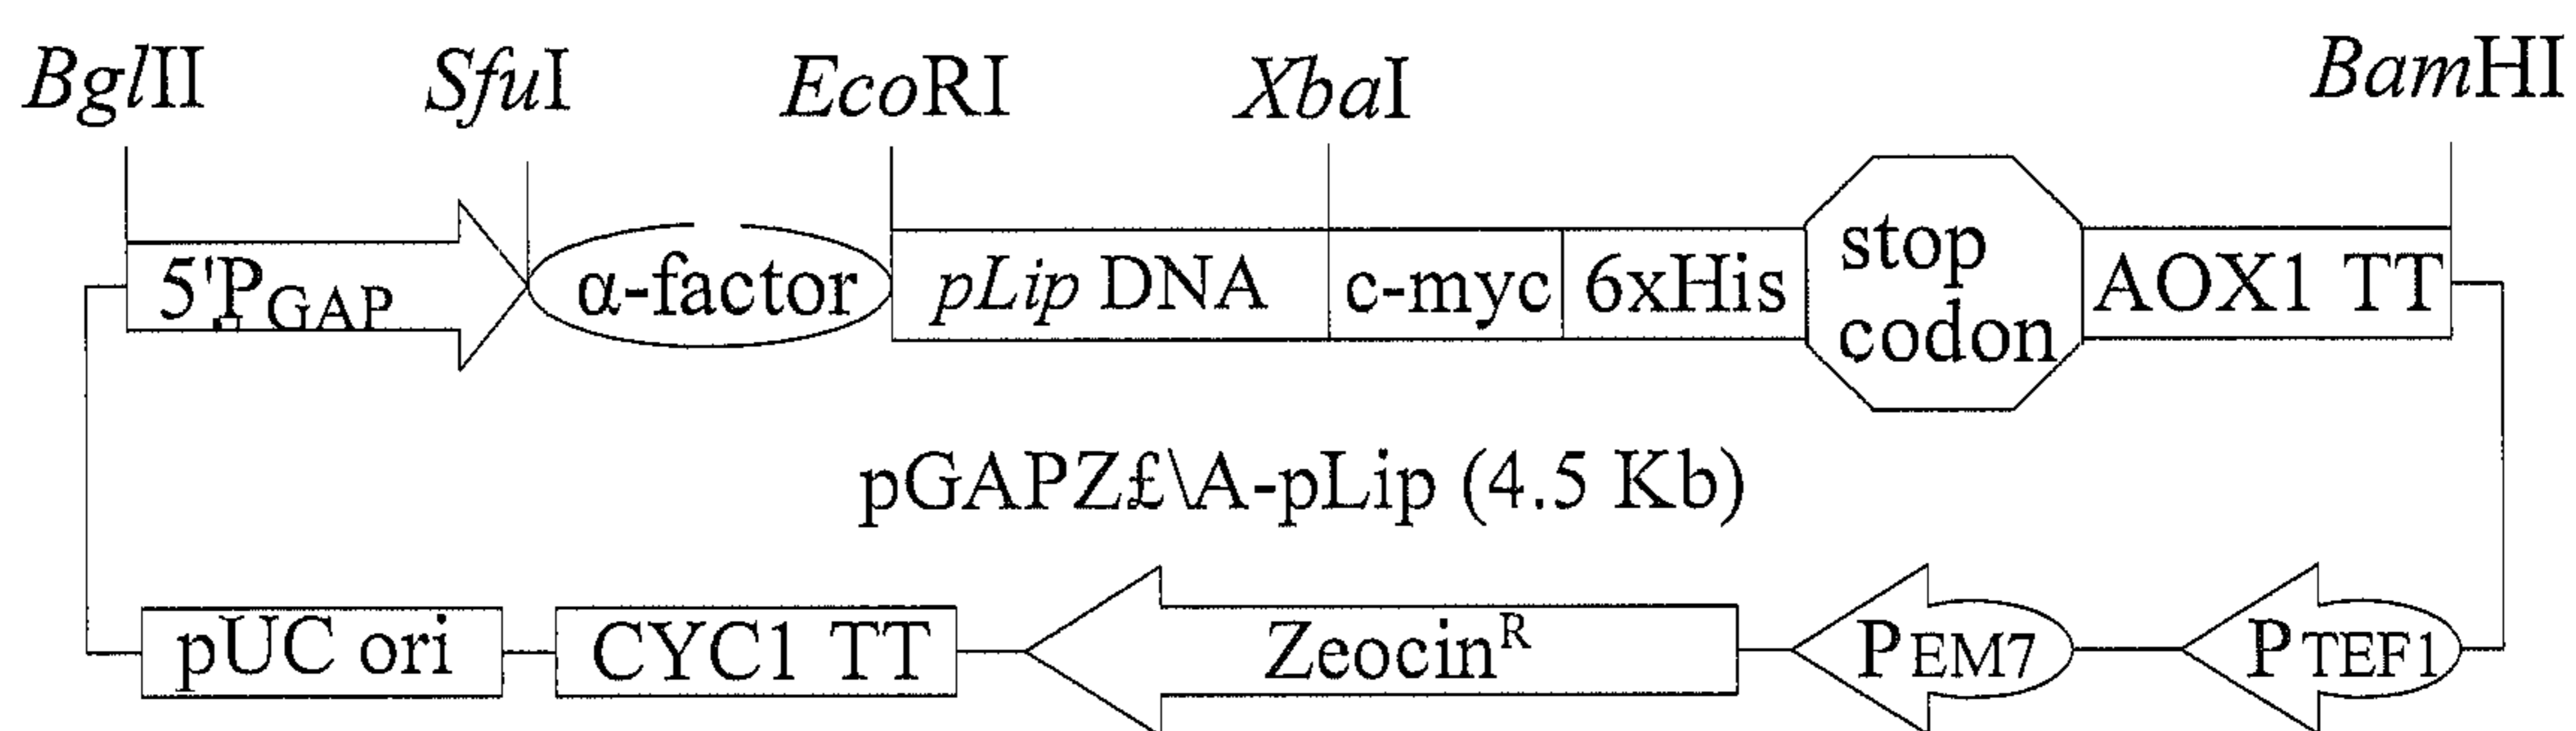 BglII SfuI EcoRI XbaI BamHI
5'PGAP α-factor pLip DNA c-myc 6xHis stop codon AOX1 TT
pGAPZ£\A-pLip (4.5 Kb)
pUC ori CYC1 TT Zeocin^R PEM7 PTEF1